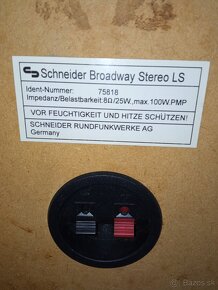 Schneider Broadway Stereo LS
Ident-Nummer: 75818
Impedanz/Belastbarkeit:8Ω/25W.,max.100W.PMP
VOR FEUCHTIGKEIT UND HITZE SCHÜTZEN!
SCHNEIDER RUNDFUNKWERKE AG
Germany
bazos.sk